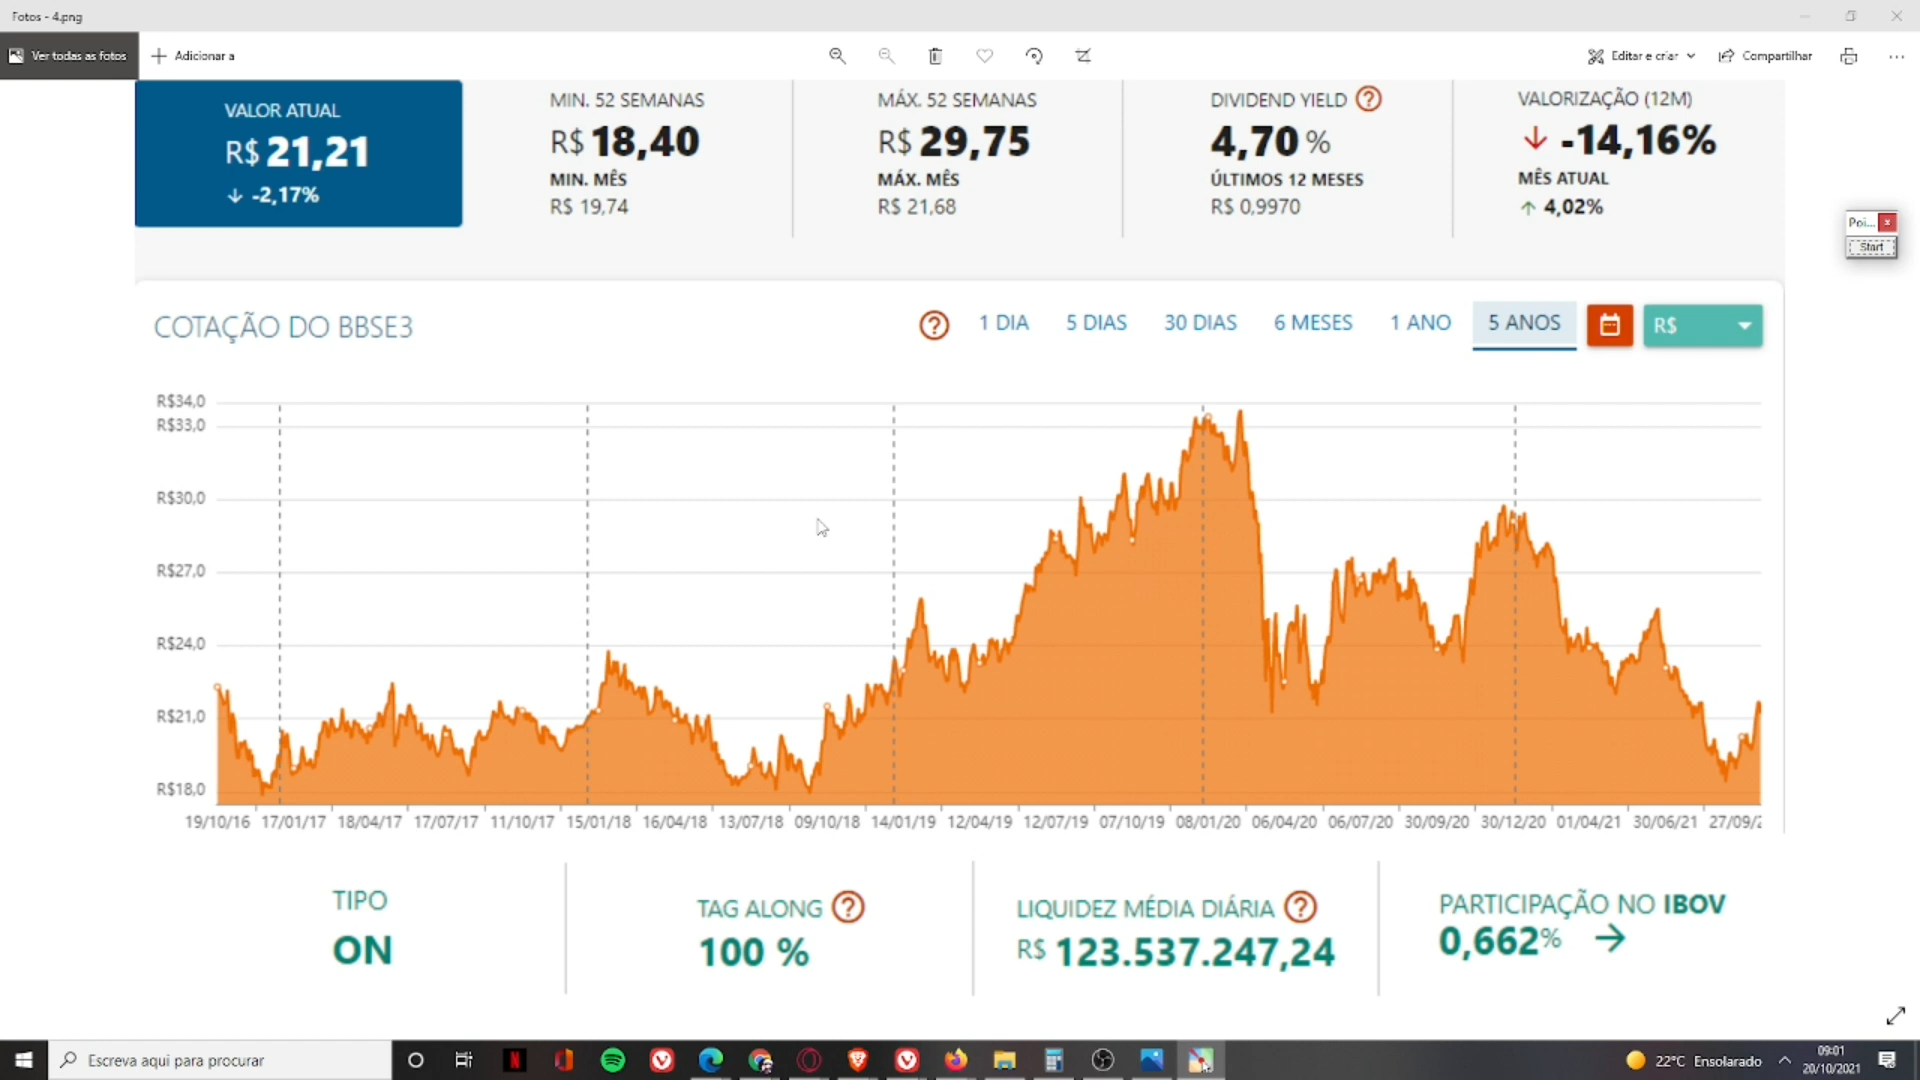 Fotos - 4.png
Ver todas as fotos
Adicionar a
Editar e criar
Compartilhar
VALOR ATUAL
R$ 21,21
-2,17%
MIN. 52 SEMANAS
R$ 18,40
MIN. MÊS
R$ 19,74
MÁX. 52 SEMANAS
R$ 29,75
MÁX. MÊS
R$ 21,68
DIVIDEND YIELD ?
4,70 %
ÚLTIMOS 12 MESES
R$ 0,9970
VALORIZAÇÃO (12M)
-14,16%
MÊS ATUAL
4,02%
Poi...
Start
COTAÇÃO DO BBSE3
? 1 DIA 5 DIAS 30 DIAS 6 MESES 1 ANO 5 ANOS R$
R$34,0
R$33,0
R$30,0
R$27,0
R$24,0
R$21,0
R$18,0
19/10/16 17/01/17 18/04/17 17/07/17 11/10/17 15/01/18 16/04/18 13/07/18 09/10/18 14/01/19 12/04/19 12/07/19 07/10/19 08/01/20 06/04/20 06/07/20 30/09/20 30/12/20 01/04/21 30/06/21 27/09/2
TIPO
ON
TAG ALONG ?
100 %
LIQUIDEZ MÉDIA DIÁRIA ?
R$ 123.537.247,24
PARTICIPAÇÃO NO IBOV
0,662%
Escreva aqui para procurar
22°C Ensolarado
09:01
20/10/2021